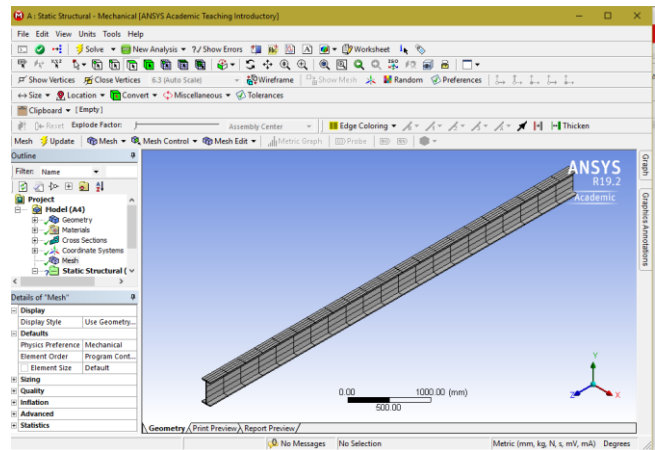 A : Static Structural - Mechanical [ANSYS Academic Teaching Introductory]
File Edit View Units Tools Help
Solve New Analysis ?/ Show Errors Worksheet
Show Vertices Close Vertices 6.3 (Auto Scale) Wireframe Show Mesh Random Preferences
Size Location Convert Miscellaneous Tolerances
Clipboard [Empty]
Reset Explode Factor: Assembly Center Edge Coloring Thicken
Mesh Update Mesh Mesh Control Mesh Edit Metric Graph Probe
Outline
Filter: Name
Project
Model (A4)
Geometry
Materials
Cross Sections
Coordinate Systems
Mesh
Static Structural (
Details of "Mesh"
Display
Display Style Use Geometry...
Defaults
Physics Preference Mechanical
Element Order Program Cont...
Element Size Default
Sizing
Quality
Inflation
Advanced
Statistics
ANSYS
R19.2
Academic
0.00 1000.00 (mm)
500.00
Y
Z X
Geometry Print Preview Report Preview
Graph
Graphics Annotations
No Messages No Selection Metric (mm, kg, N, s, mV, mA) Degrees